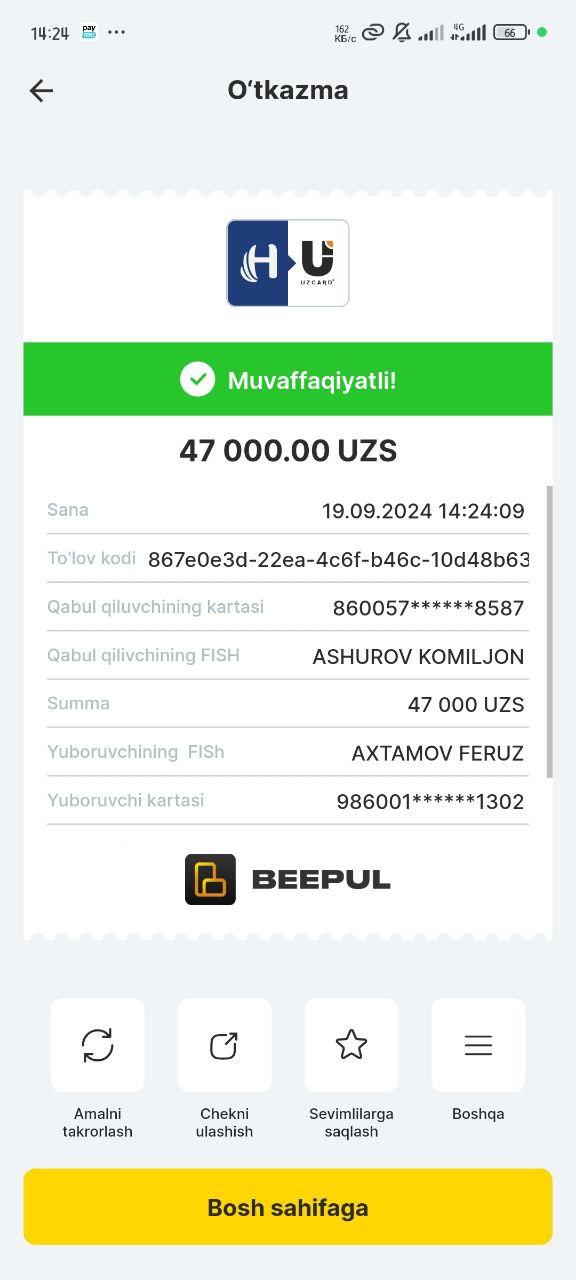 14:24 pay me ...
162 КБ/с 4G 66
O‘tkazma
H U UZCARD
Muvaffaqiyatli!
47 000.00 UZS
Sana 19.09.2024 14:24:09
To'lov kodi 867e0e3d-22ea-4c6f-b46c-10d48b63
Qabul qiluvchining kartasi 860057******8587
Qabul qilivchining FISH ASHUROV KOMILJON
Summa 47 000 UZS
Yuboruvchining FISh AXTAMOV FERUZ
Yuboruvchi kartasi 986001******1302
BEEPUL
Amalni takrorlash
Chekni ulashish
Sevimlilarga saqlash
Boshqa
Bosh sahifaga